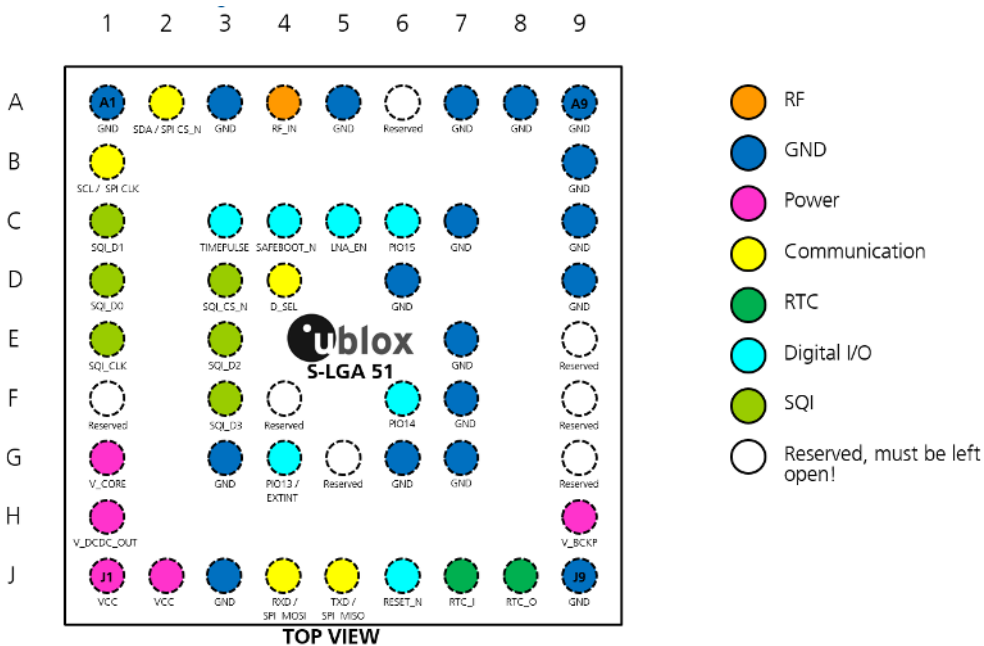 1 2 3 4 5 6 7 8 9
A A1 A9
GND SDA / SPI CS_N GND RF_IN GND Reserved GND GND GND
B
SCL / SPI CLK GND
C
SQI_D1 TIMEPULSE SAFEBOOT_N LNA_EN PIO15 GND GND
D
SQI_D0 SQI_CS_N D_SEL GND GND
E ublox
SQI_CLK SQI_D2 S-LGA 51 GND Reserved
F
Reserved SQI_D3 Reserved PIO14 GND Reserved
G
V_CORE GND PIO13 / Reserved GND GND Reserved
EXTINT
H
V_DCDC_OUT V_BCKP
J J1 J9
VCC VCC GND RXD / TXD / RESET_N RTC_I RTC_O GND
SPI MOSI SPI MISO
TOP VIEW
RF
GND
Power
Communication
RTC
Digital I/O
SQI
Reserved, must be left
open!